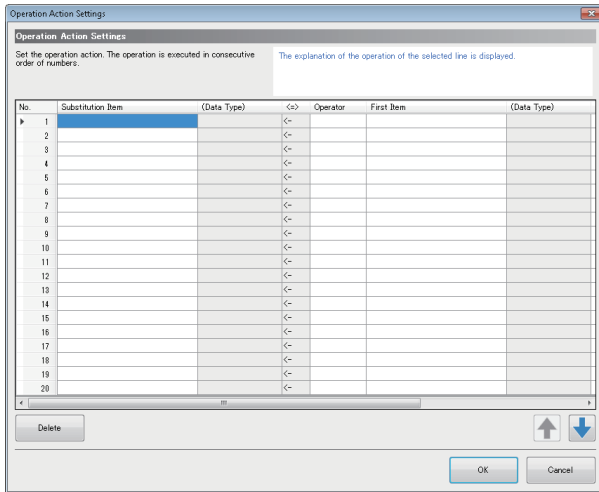 Operation Action Settings
Operation Action Settings
Set the operation action. The operation is executed in consecutive
order of numbers.
The explanation of the operation of the selected line is displayed.
No. Substitution Item (Data Type) <=> Operator First Item (Data Type)
1 <-
2 <-
3 <-
4 <-
5 <-
6 <-
7 <-
8 <-
9 <-
10 <-
11 <-
12 <-
13 <-
14 <-
15 <-
16 <-
17 <-
18 <-
19 <-
20 <-
Delete
OK Cancel